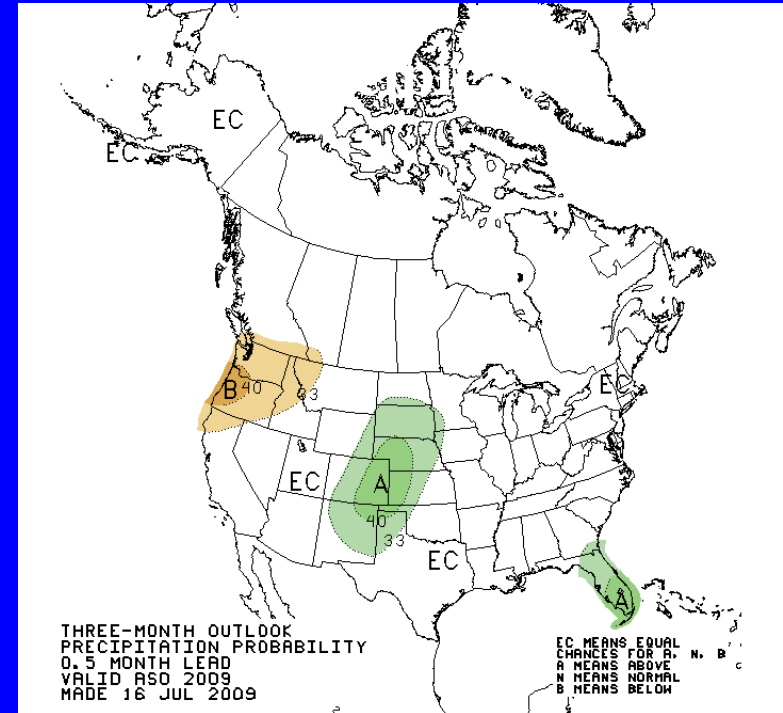 EC
EC
B 40
33
EC
EC
A
40
33
EC
A
THREE-MONTH OUTLOOK
PRECIPITATION PROBABILITY
0.5 MONTH LEAD
VALID ASO 2009
MADE 16 JUL 2009
EC MEANS EQUAL
CHANCES FOR A, N, B
A MEANS ABOVE
N MEANS NORMAL
B MEANS BELOW